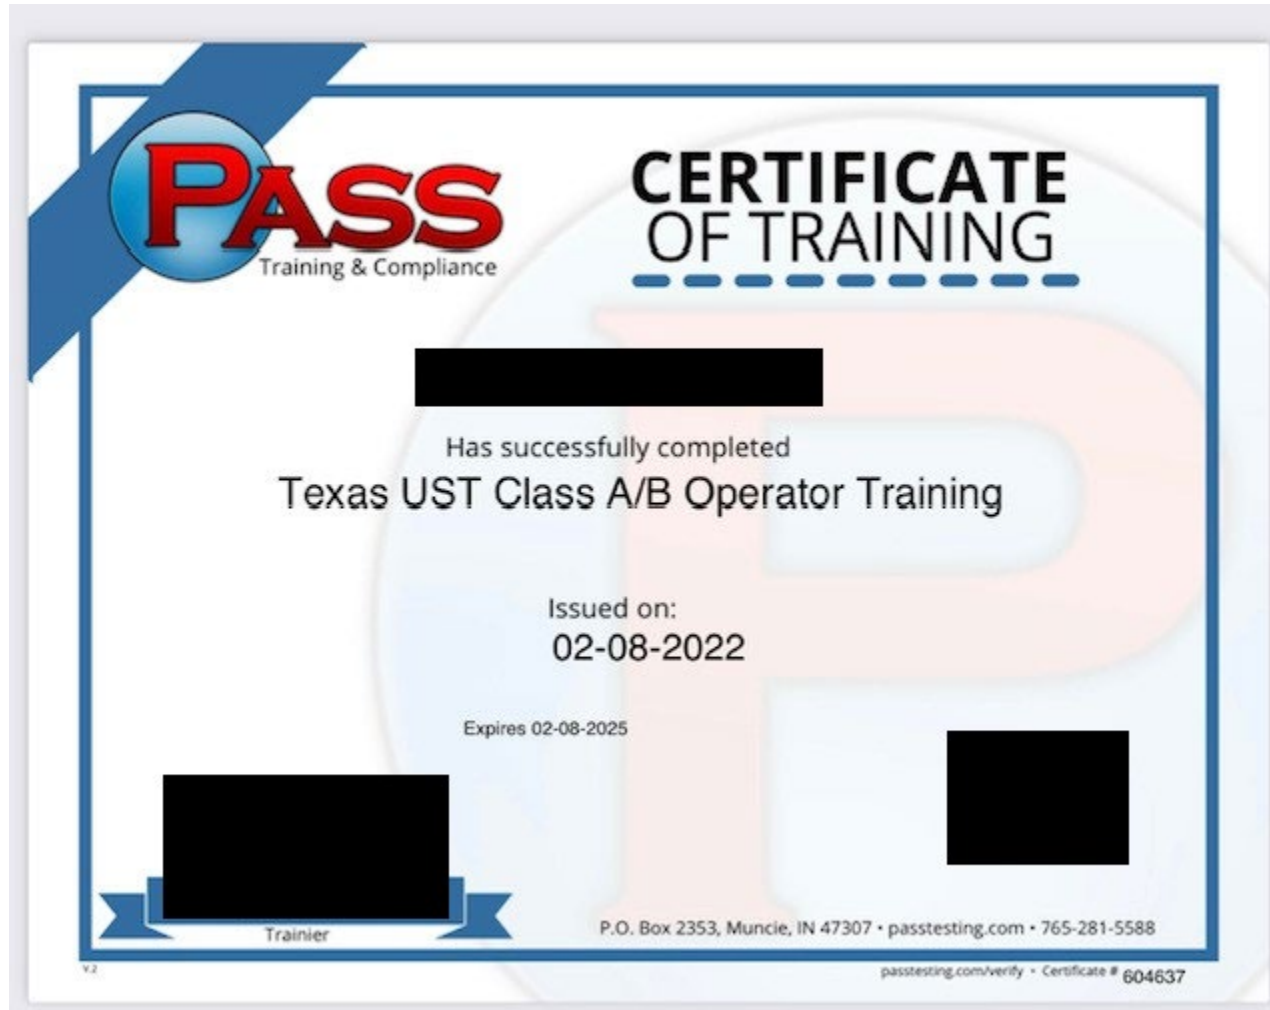 PASS
Training & Compliance
CERTIFICATE
OF TRAINING
Has successfully completed
Texas UST Class A/B Operator Training
Issued on:
02-08-2022
Expires 02-08-2025
Trainier
P.O. Box 2353, Muncie, IN 47307 • passtesting.com • 765-281-5588
V.2
passtesting.com/verify • Certificate # 604637